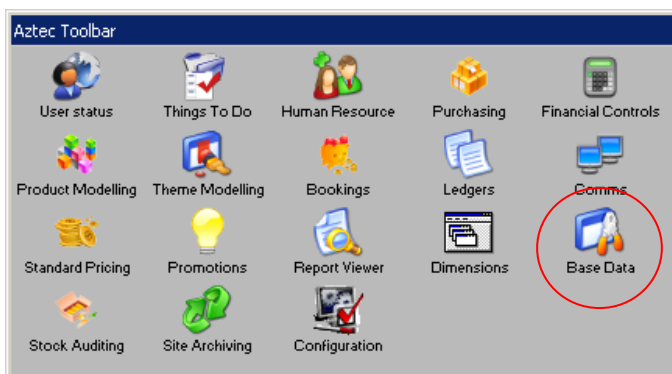 Aztec Toolbar
User status Things To Do Human Resource Purchasing Financial Controls
Product Modelling Theme Modelling Bookings Ledgers Comms
Standard Pricing Promotions Report Viewer Dimensions Base Data
Stock Auditing Site Archiving Configuration